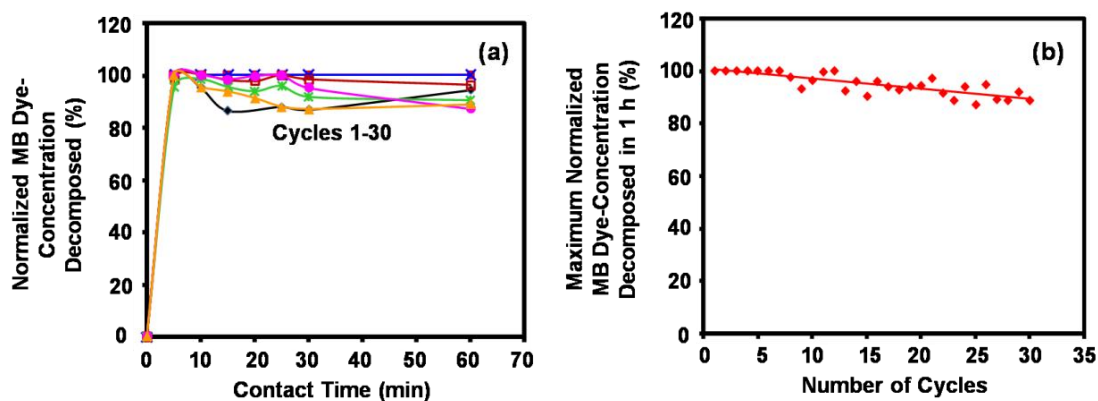 Normalized MB Dye-
Concentration
Decomposed (%)
120
100
80
60
40
20
0
(a)
Cycles 1-30
0 10 20 30 40 50 60 70
Contact Time (min)
Maximum Normalized
MB Dye-Concentration
Decomposed in 1 h (%)
120
100
80
60
40
20
0
(b)
0 5 10 15 20 25 30 35
Number of Cycles